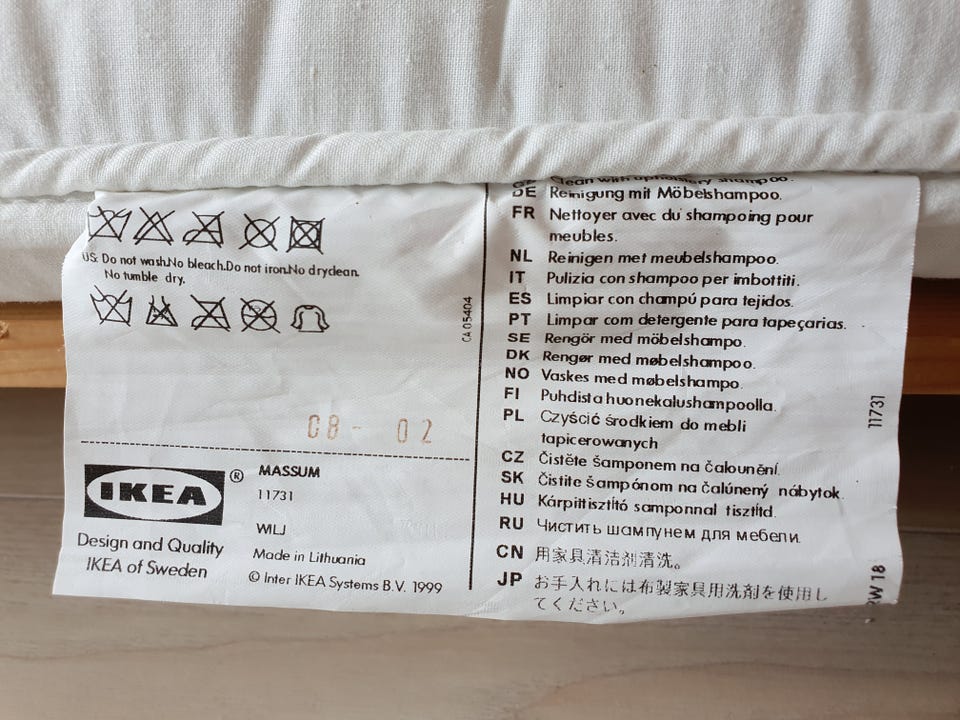 US: Do not wash.No bleach.Do not iron.No dryclean.
No tumble dry.
CA 05404
08 - 02
IKEA ®
Design and Quality
IKEA of Sweden
MASSUM
11731
WLJ
Made in Lithuania
© Inter IKEA Systems B.V. 1999
Clean with upholstery shampoo.
DE Reinigung mit Möbelshampoo.
FR Nettoyer avec du shampoing pour
meubles.
NL Reinigen met meubelshampoo.
IT Pulizia con shampoo per imbottiti.
ES Limpiar con champú para tejidos.
PT Limpar com detergente para tapeçarias.
SE Rengör med möbelshampo.
DK Rengør med møbelshampoo.
NO Vaskes med møbelshampo.
FI Puhdista huonekalushampoolla.
PL Czyścić środkiem do mebli
tapicerowanych
CZ Čistěte šamponem na čalounění.
SK Čistite šampónom na čalúnený nábytok.
HU Kárpittisztító samponnal tisztítd.
RU Чистить шампунем для мебели.
CN 用家具清洁剂清洗。
JP お手入れには布製家具用洗剤を使用し
てください。
11731
RW 18